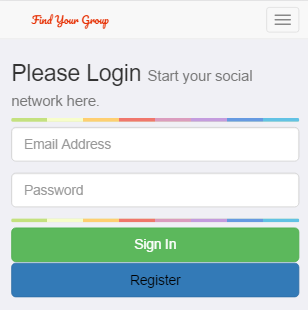 Find Your Group
Please Login Start your social
network here.
Email Address
Password
Sign In
Register